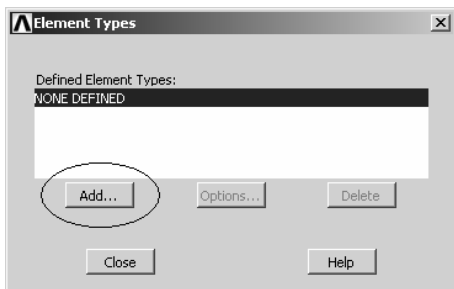 Element Types
Defined Element Types:
NONE DEFINED
Add... Options... Delete
Close Help